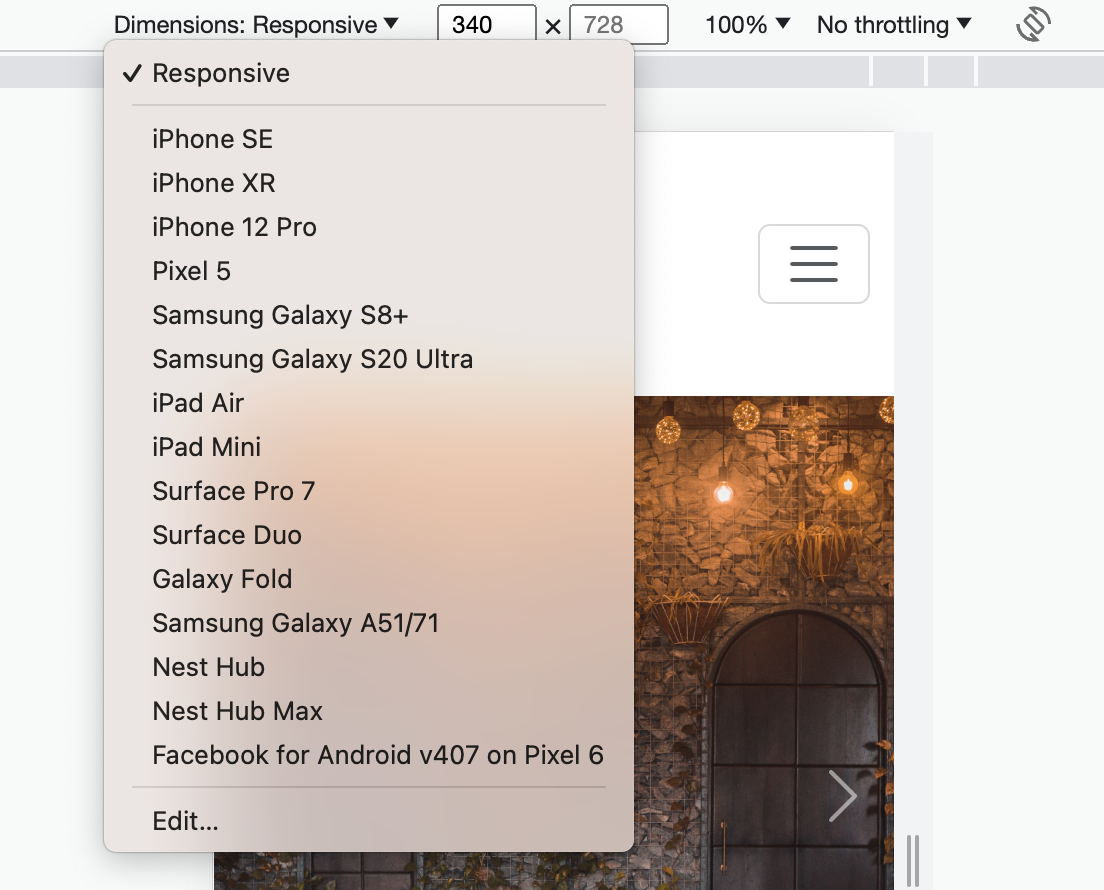 Dimensions: Responsive ▼ 340 × 728 100% ▼ No throttling ▼
✓ Responsive
iPhone SE
iPhone XR
iPhone 12 Pro
Pixel 5
Samsung Galaxy S8+
Samsung Galaxy S20 Ultra
iPad Air
iPad Mini
Surface Pro 7
Surface Duo
Galaxy Fold
Samsung Galaxy A51/71
Nest Hub
Nest Hub Max
Facebook for Android v407 on Pixel 6
Edit...